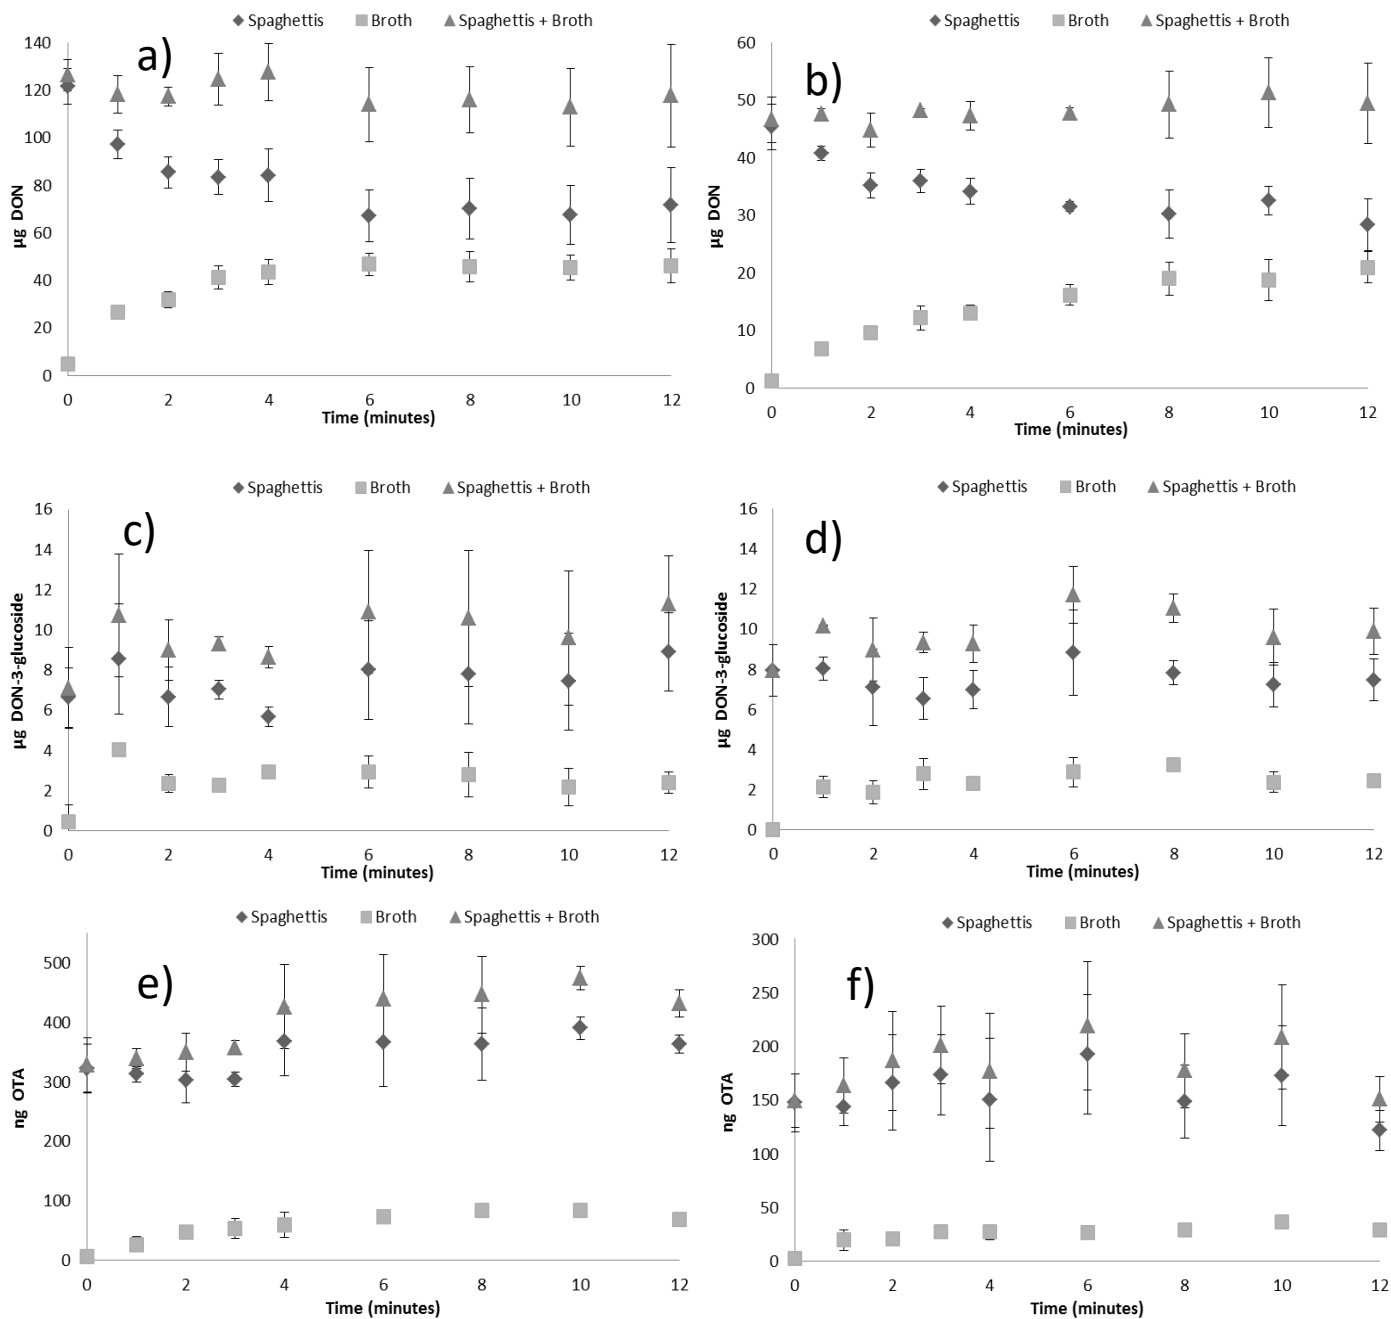 Spaghettis Broth Spaghettis + Broth
a)
140
120
100
80
60
40
20
0
µg DON
0 2 4 6 8 10 12
Time (minutes)
Spaghettis Broth Spaghettis + Broth
b)
60
50
40
30
20
10
0
µg DON
0 2 4 6 8 10 12
Time (minutes)
Spaghettis Broth Spaghettis + Broth
c)
16
14
12
10
8
6
4
2
0
µg DON-3-glucoside
0 2 4 6 8 10 12
Time (minutes)
Spaghettis Broth Spaghettis + Broth
d)
16
14
12
10
8
6
4
2
0
µg DON-3-glucoside
0 2 4 6 8 10 12
Time (minutes)
Spaghettis Broth Spaghettis + Broth
e)
500
400
300
200
100
0
ng OTA
0 2 4 6 8 10 12
Time (minutes)
Spaghettis Broth Spaghettis + Broth
f)
300
250
200
150
100
50
0
ng OTA
0 2 4 6 8 10 12
Time (minutes)